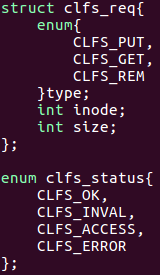 struct clfs_req{
    enum{
        CLFS_PUT,
        CLFS_GET,
        CLFS_REM
    }type;
    int inode;
    int size;
};

enum clfs_status{
    CLFS_OK,
    CLFS_INVAL,
    CLFS_ACCESS,
    CLFS_ERROR
};